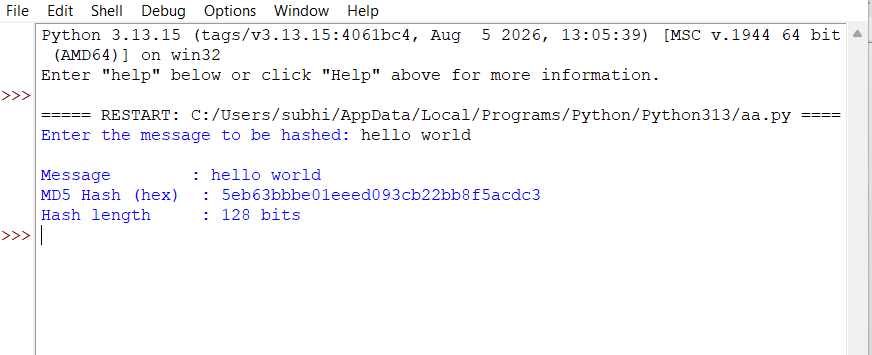 File Edit Shell Debug Options Window Help
Python 3.13.15 (tags/v3.13.15:4061bc4, Aug  5 2026, 13:05:39) [MSC v.1944 64 bit
 (AMD64)] on win32
Enter "help" below or click "Help" above for more information.
>>>
===== RESTART: C:/Users/subhi/AppData/Local/Programs/Python/Python313/aa.py ====
Enter the message to be hashed: hello world
Message         : hello world
MD5 Hash (hex)  : 5eb63bbbe01eeed093cb22bb8f5acdc3
Hash length     : 128 bits
>>>